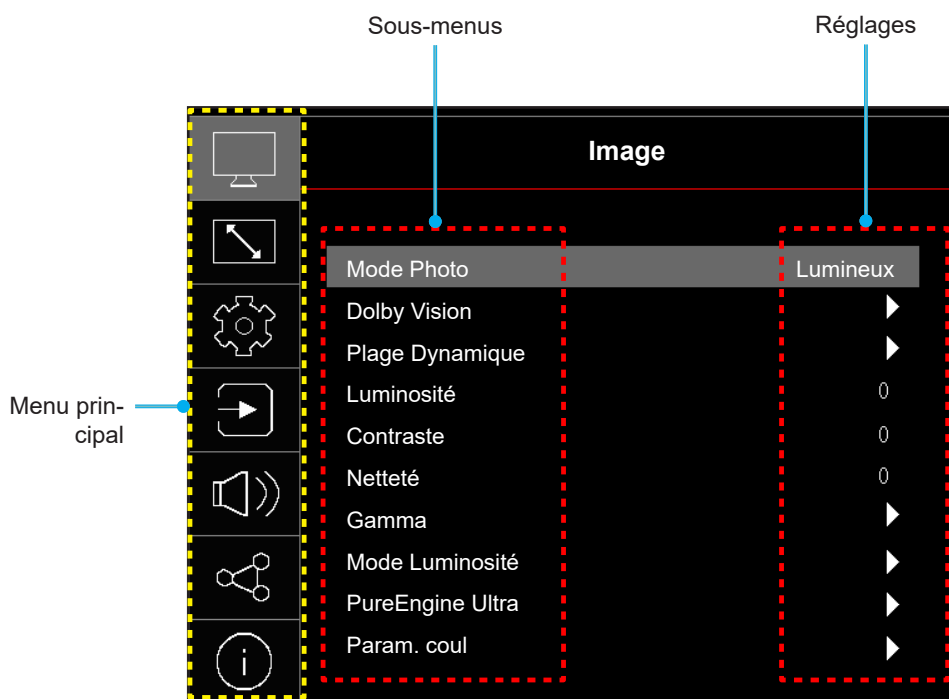 Sous-menus
Réglages
Image
Mode Photo Lumineux
Dolby Vision
Plage Dynamique
Luminosité 0
Contraste 0
Netteté 0
Gamma
Mode Luminosité
PureEngine Ultra
Param. coul
Menu prin-
cipal
i